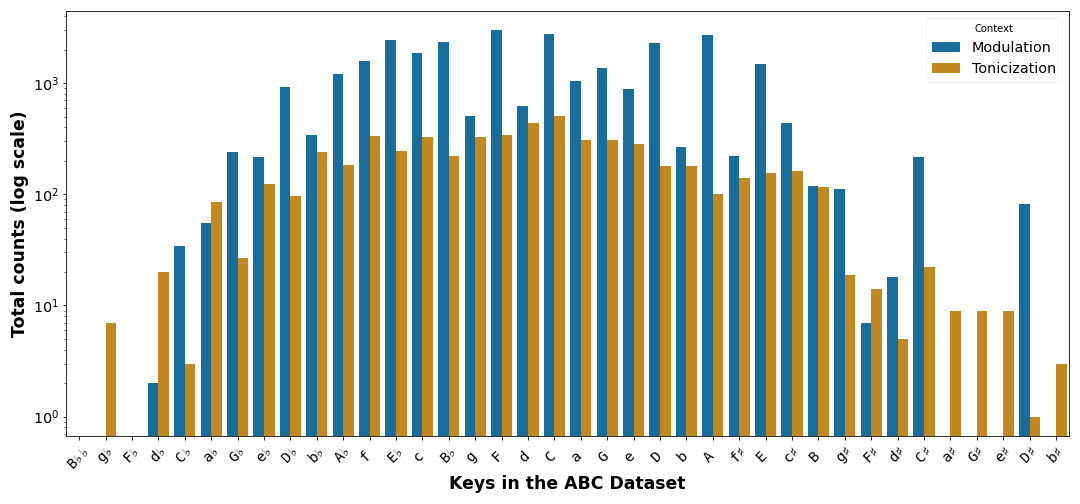 Context
Modulation
Tonicization
Total counts (log scale)
10³
10²
10¹
10⁰
B♭♭ g♭ F♭ d♭ C♭ a♭ G♭ e♭ D♭ b♭ A♭ f E♭ c B♭ g F d C a G e D b A f♯ E c♯ B g♯ F♯ d♯ C♯ a♯ G♯ e♯ D♯ b♯
Keys in the ABC Dataset